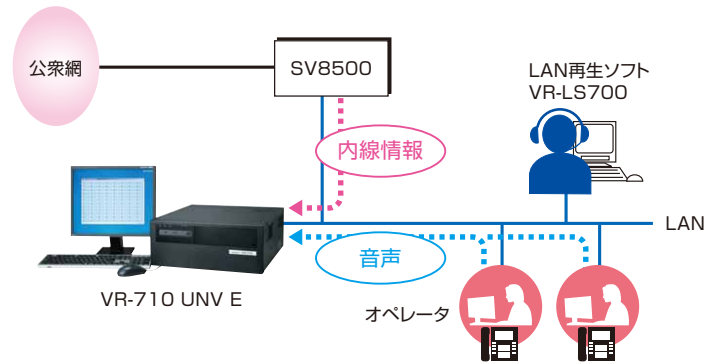 公衆網
SV8500
LAN再生ソフト
VR-LS700
内線情報
LAN
音声
VR-710 UNV E
オペレータ